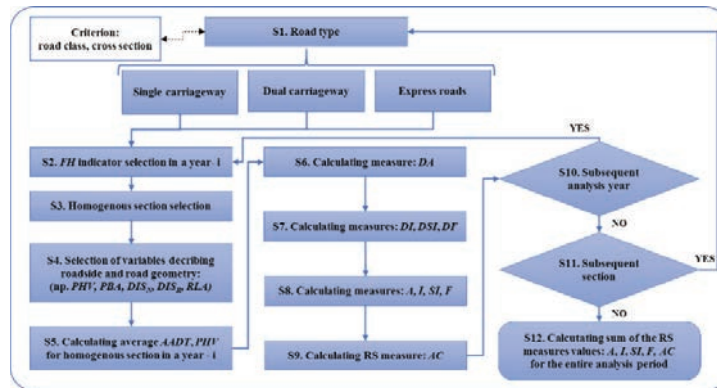 Criterion:
road class, cross section
S1. Road type
Single carriageway
Dual carriageway
Express roads
S2. FH indicator selection in a year- i
S3. Homogenous section selection
S4. Selection of variables decribing
roadside and road geometry:
(np. PHV, PBA, DIS_N, DIS_B, RLA)
S5. Calculating average AADT, PHV
for homogenous section in a year - i
S6. Calculating measure: DA
S7. Calculating measures: DI, DSI, DF
S8. Calculating measures: A, I, SI, F
S9. Calculating RS measure: AC
YES
S10. Subsequent
analysis year
NO
S11. Subsequent
section
YES
NO
S12. Calcutating sum of the RS
measures values: A, I, SI, F, AC
for the entire analysis period